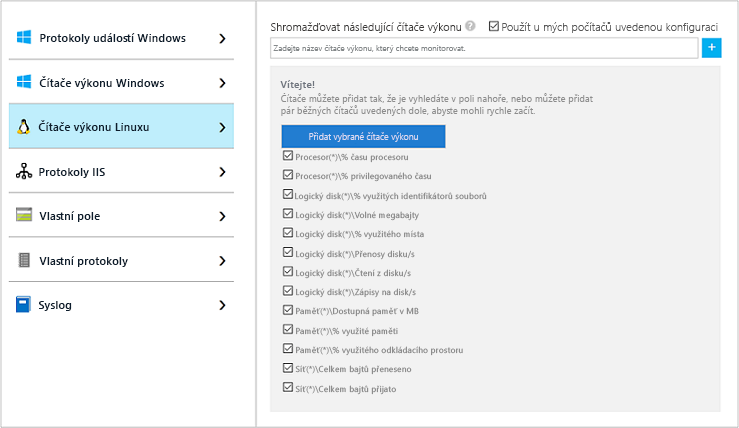 Protokoly událostí Windows
Čítače výkonu Windows
Čítače výkonu Linuxu
Protokoly IIS
Vlastní pole
Vlastní protokoly
Syslog
Shromažďovat následující čítače výkonu ? Použít u mých počítačů uvedenou konfiguraci
Zadejte název čítače výkonu, který chcete monitorovat. +
Vítejte!
Čítače můžete přidat tak, že je vyhledáte v poli nahoře, nebo můžete přidat
pár běžných čítačů uvedených dole, abyste mohli rychle začít.
Přidat vybrané čítače výkonu
Procesor(*)\% času procesoru
Procesor(*)\% privilegovaného času
Logický disk(*)\% využitých identifikátorů souborů
Logický disk(*)\Volné megabajty
Logický disk(*)\% využitého místa
Logický disk(*)\Přenosy disku/s
Logický disk(*)\Čtení z disku/s
Logický disk(*)\Zápisy na disk/s
Paměť(*)\Dostupná paměť v MB
Paměť(*)\% využité paměti
Paměť(*)\% využitého odkládacího prostoru
Síť(*)\Celkem bajtů přeneseno
Síť(*)\Celkem bajtů přijato